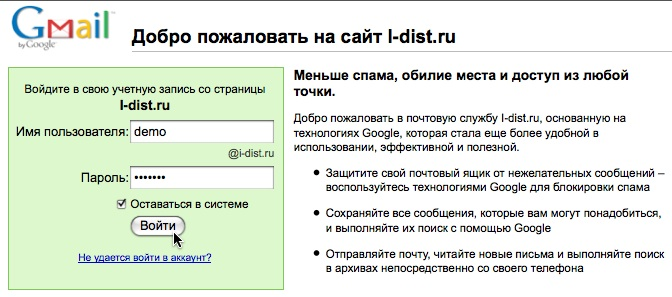 Gmail
by Google
Добро пожаловать на сайт I-dist.ru
Войдите в свою учетную запись со страницы
I-dist.ru
Имя пользователя: demo
@i-dist.ru
Пароль: •••••••
Оставаться в системе
Войти
Не удается войти в аккаунт?
Меньше спама, обилие места и доступ из любой
точки.
Добро пожаловать в почтовую службу I-dist.ru, основанную на
технологиях Google, которая стала еще более удобной в
использовании, эффективной и полезной.
• Защитите свой почтовый ящик от нежелательных сообщений –
воспользуйтесь технологиями Google для блокировки спама
• Сохраняйте все сообщения, которые вам могут понадобиться,
и выполняйте их поиск с помощью Google
• Отправляйте почту, читайте новые письма и выполняйте поиск
в архивах непосредственно со своего телефона